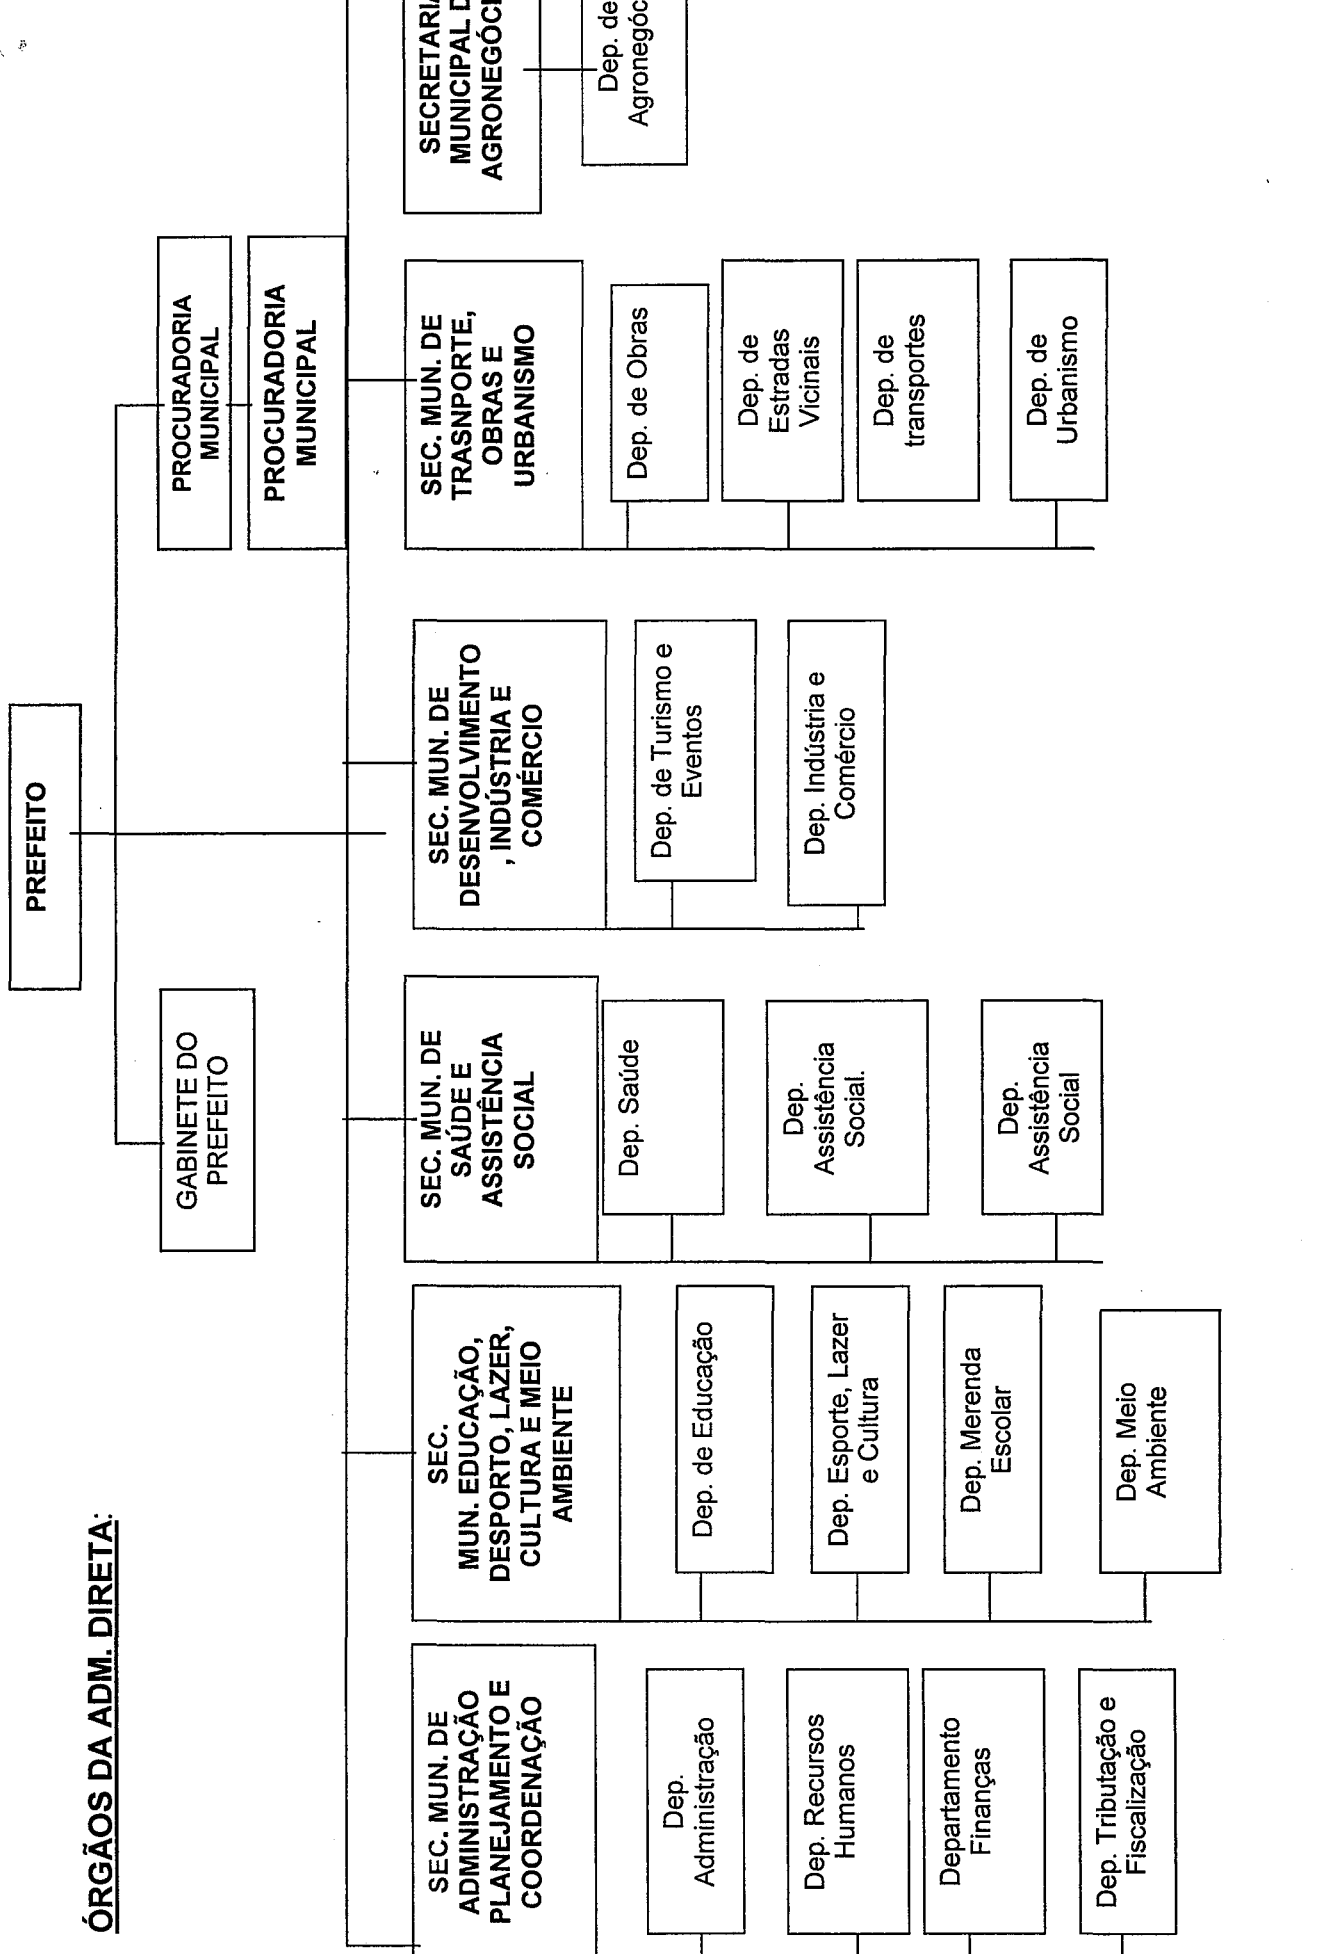 ÓRGÃOS DA ADM. DIRETA:
PREFEITO
GABINETE DO
PREFEITO
PROCURADORIA
MUNICIPAL
PROCURADORIA
MUNICIPAL
SEC. MUN. DE
ADMINISTRAÇÃO
PLANEJAMENTO E
COORDENAÇÃO
Dep.
Administração
Dep. Recursos
Humanos
Departamento
Finanças
Dep. Tributação e
Fiscalização
SEC.
MUN. EDUCAÇÃO,
DESPORTO, LAZER,
CULTURA E MEIO
AMBIENTE
Dep. de Educação
Dep. Esporte, Lazer
e Cultura
Dep. Merenda
Escolar
Dep. Meio
Ambiente
SEC. MUN. DE
SAÚDE E
ASSISTÊNCIA
SOCIAL
Dep. Saúde
Dep.
Assistência
Social.
Dep.
Assistência
Social
SEC. MUN. DE
DESENVOLVIMENTO
, INDÚSTRIA E
COMÉRCIO
Dep. de Turismo e
Eventos
Dep. Indústria e
Comércio
SEC. MUN. DE
TRASNPORTE,
OBRAS E
URBANISMO
Dep. de Obras
Dep. de
Estradas
Vicinais
Dep. de
transportes
Dep. de
Urbanismo
SECRETARIA
MUNICIPAL D
AGRONEGÓCI
Dep. de
Agronegóc